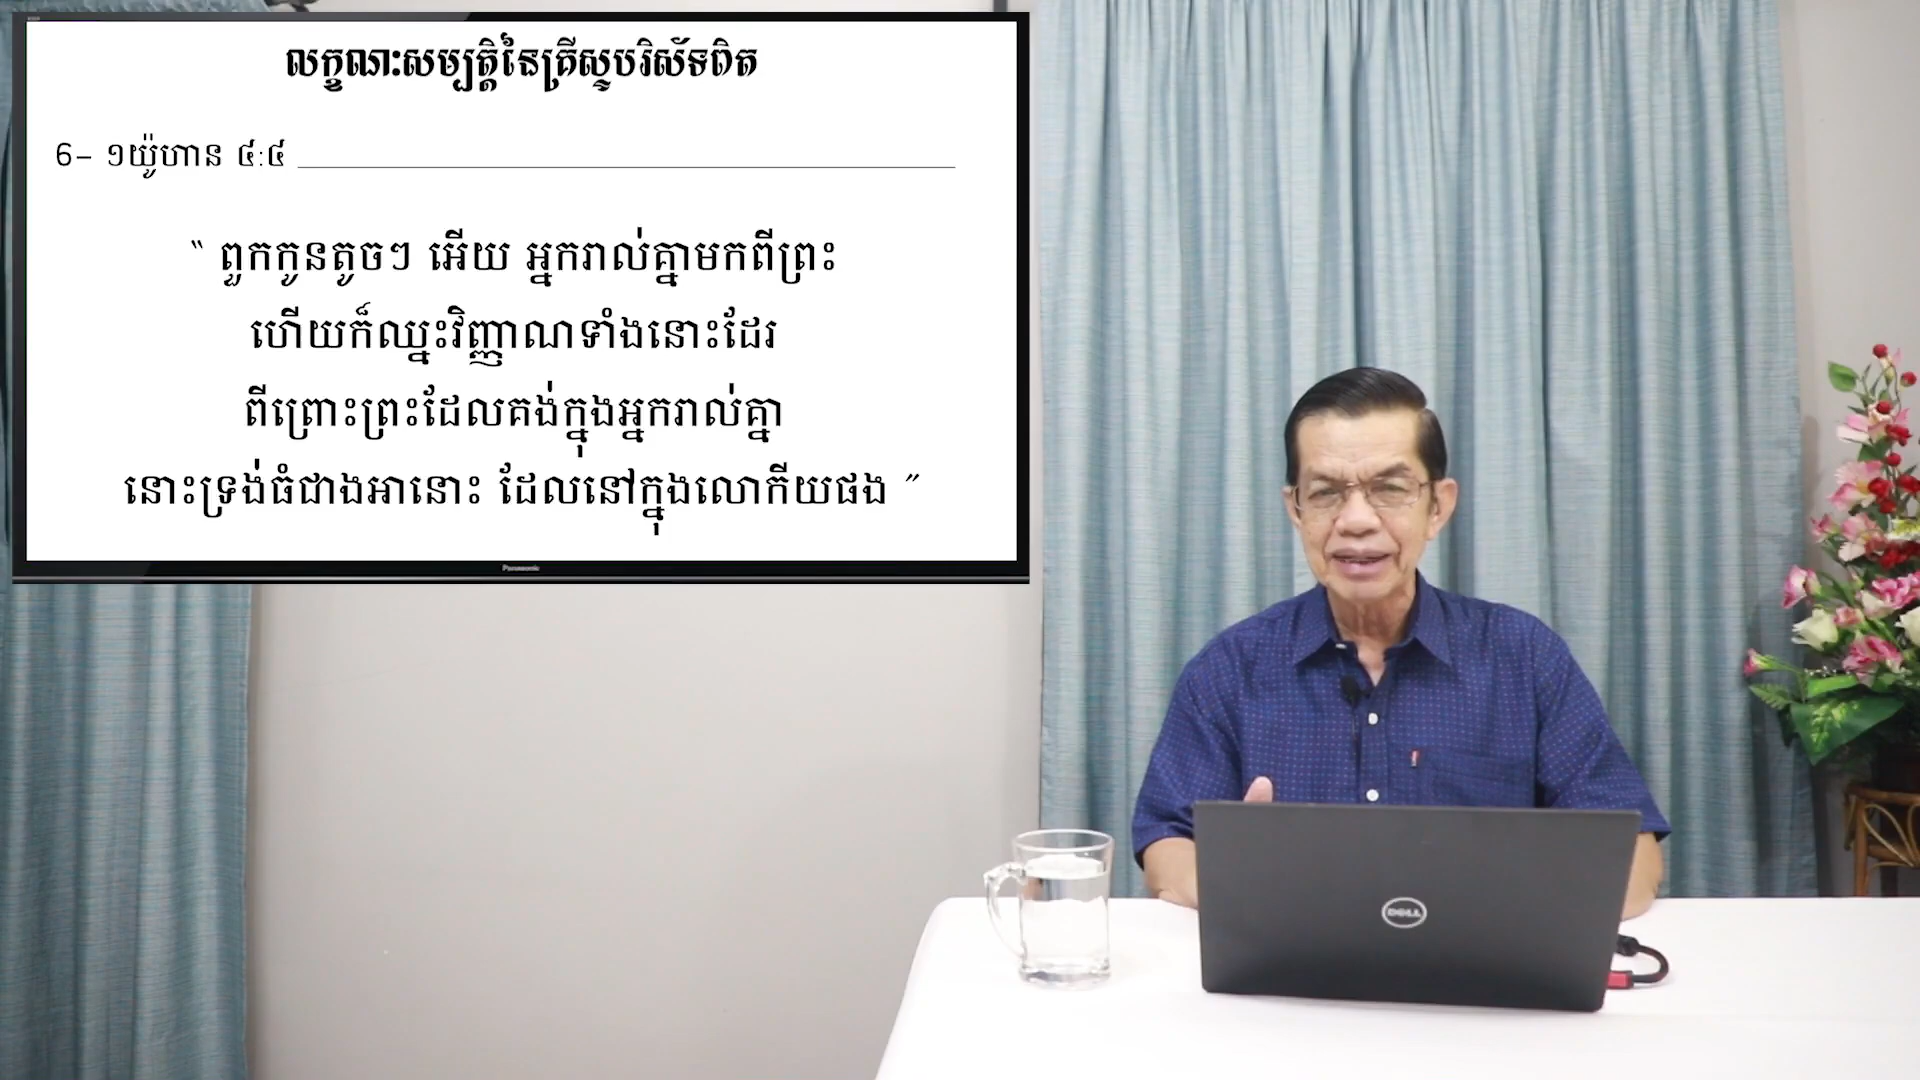 លក្ខណះសម្បត្តិនៃគ្រីស្ទបរិស័ទពិត
6- ១យ៉ូហាន ៤:៤
“ ពួកកូនតូចៗ អើយ អ្នករាល់គ្នាមកពីព្រះ
ហើយក៏ឈ្នះវិញ្ញាណទាំងនោះដែរ
ពីព្រោះព្រះដែលគង់ក្នុងអ្នករាល់គ្នា
នោះទ្រង់ធំជាងអានោះ ដែលនៅក្នុងលោកីយផង ”
Panasonic
DELL